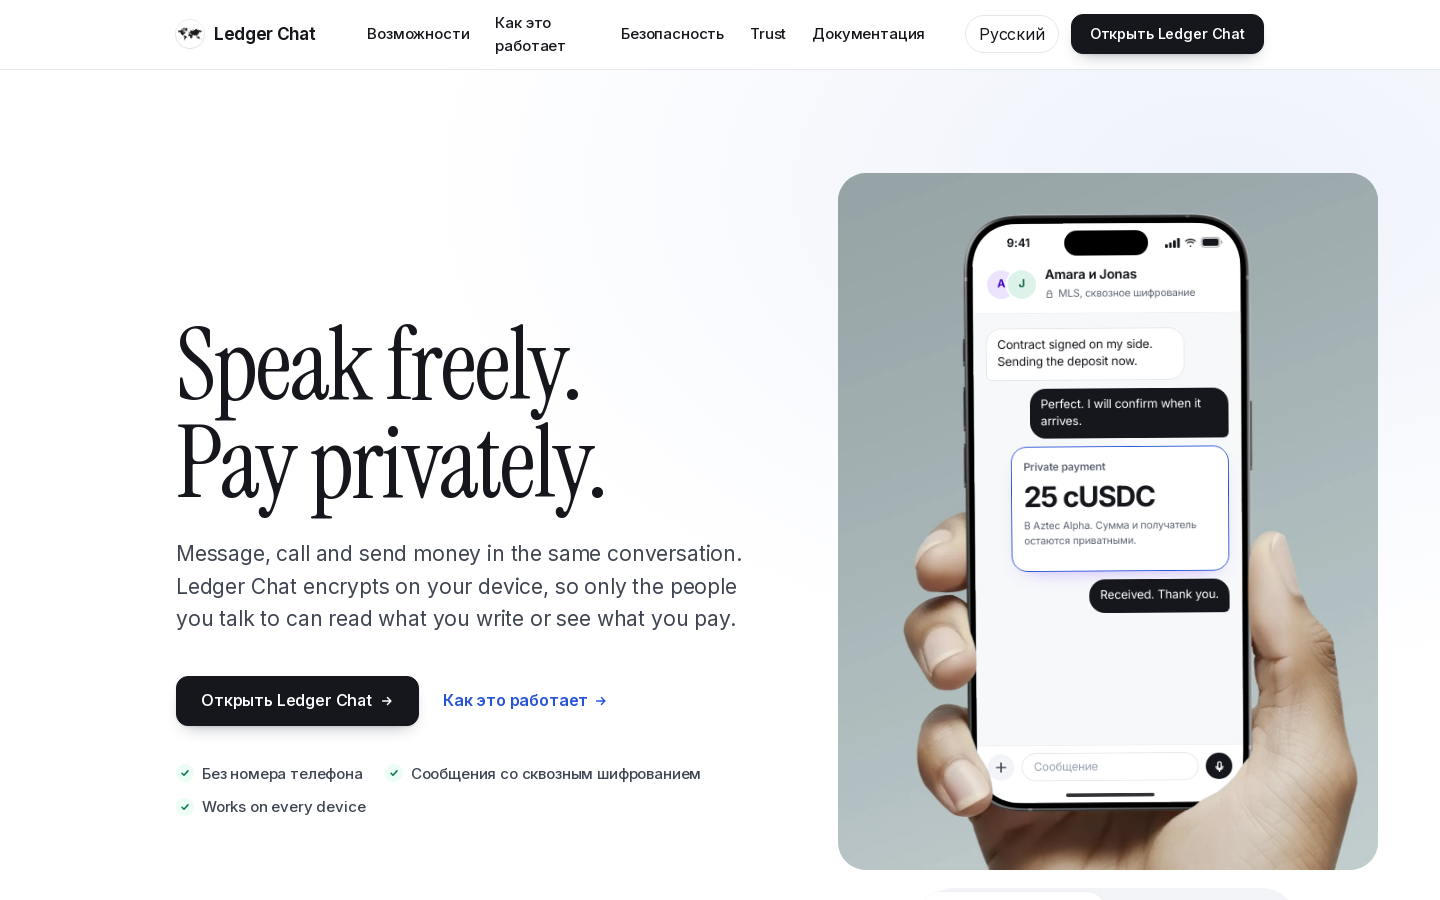 Ledger Chat
Возможности
Как это
работает
Безопасность
Trust
Документация
Русский
Открыть Ledger Chat
Speak freely.
Pay privately.
Message, call and send money in the same conversation.
Ledger Chat encrypts on your device, so only the people
you talk to can read what you write or see what you pay.
Открыть Ledger Chat →
Как это работает →
Без номера телефона
Сообщения со сквозным шифрованием
Works on every device
9:41
A
J
Amara и Jonas
MLS, сквозное шифрование
Contract signed on my side.
Sending the deposit now.
Perfect. I will confirm when it
arrives.
Private payment
25 cUSDC
В Aztec Alpha. Сумма и получатель
остаются приватными.
Received. Thank you.
Сообщение